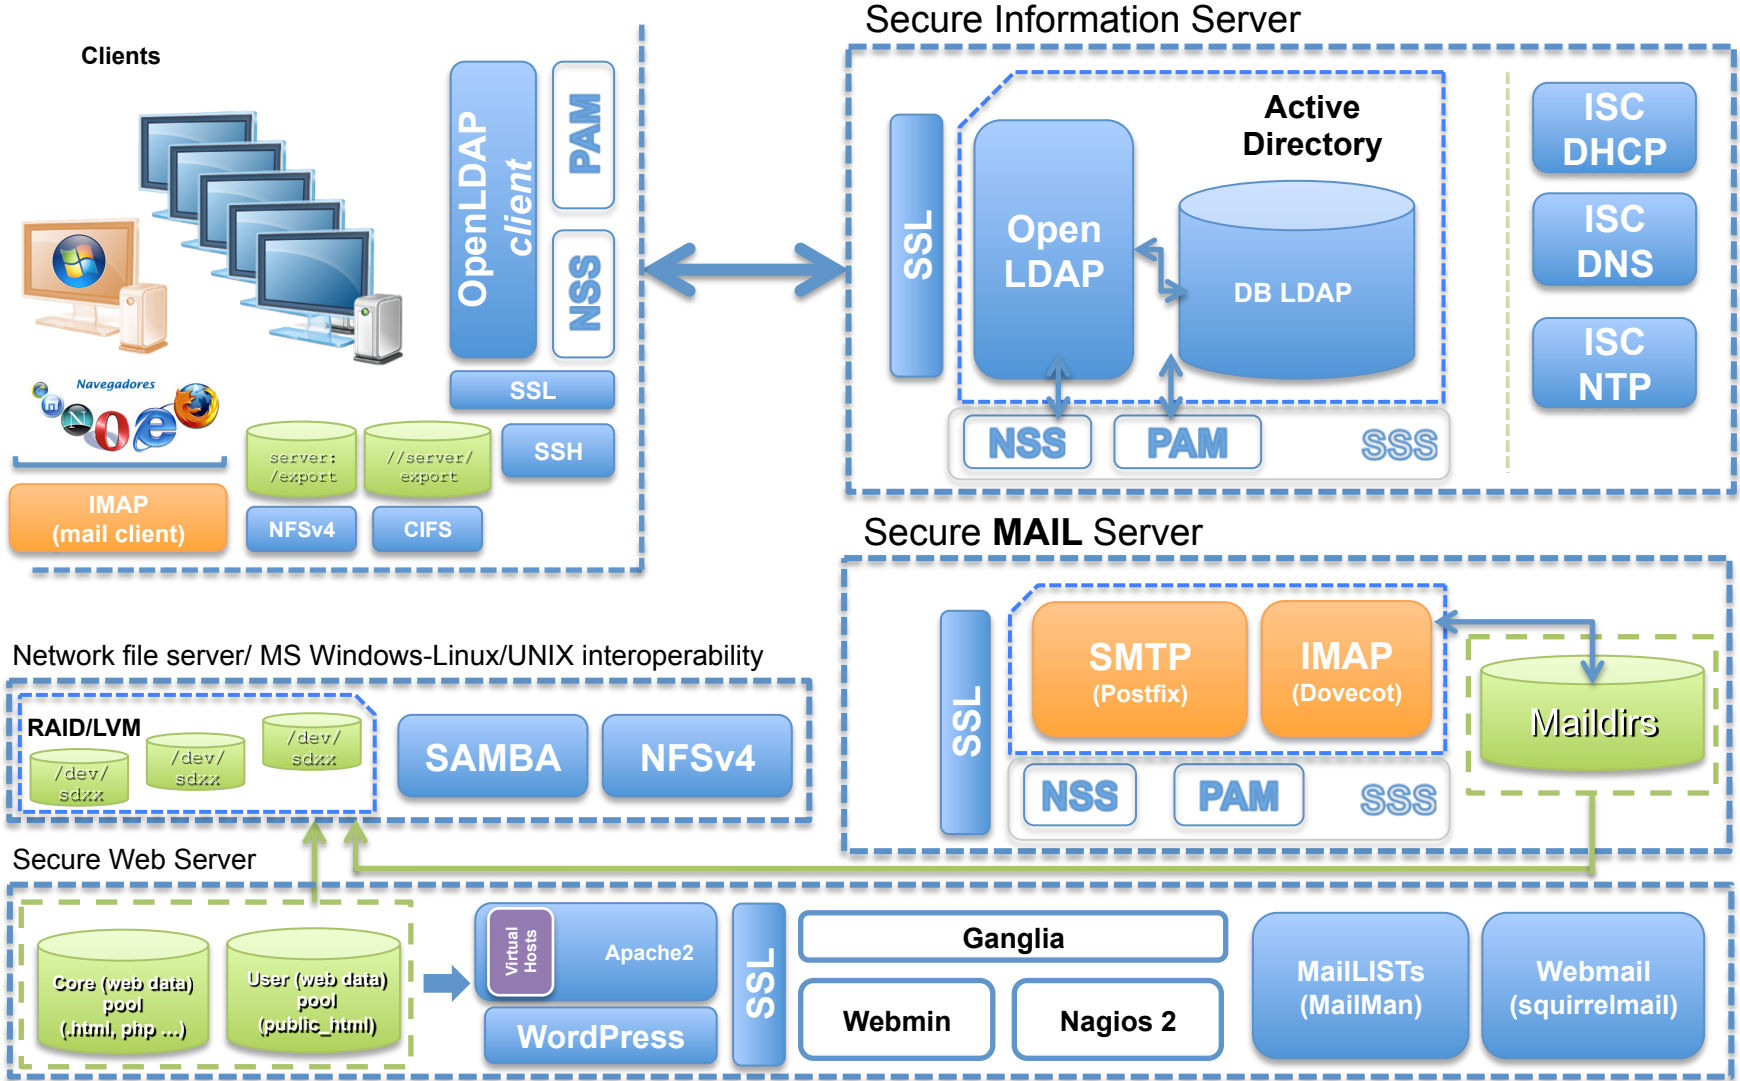 Clients
OpenLDAP
client
PAM
NSS
SSL
SSH
Navegadores
N
IMAP
(mail client)
server:
/export
//server/
export
NFSv4
CIFS
Secure Information Server
SSL
Active
Directory
Open
LDAP
DB LDAP
NSS
PAM
SSS
ISC
DHCP
ISC
DNS
ISC
NTP
Secure MAIL Server
SSL
SMTP
(Postfix)
IMAP
(Dovecot)
Maildirs
NSS
PAM
SSS
Network file server/ MS Windows-Linux/UNIX interoperability
RAID/LVM
/dev/
sdxx
/dev/
sdxx
/dev/
sdxx
SAMBA
NFSv4
Secure Web Server
Core (web data)
pool
(.html, php ...)
User (web data)
pool
(public_html)
Virtual
Hosts
Apache2
WordPress
SSL
Ganglia
Webmin
Nagios 2
MailLISTs
(MailMan)
Webmail
(squirrelmail)